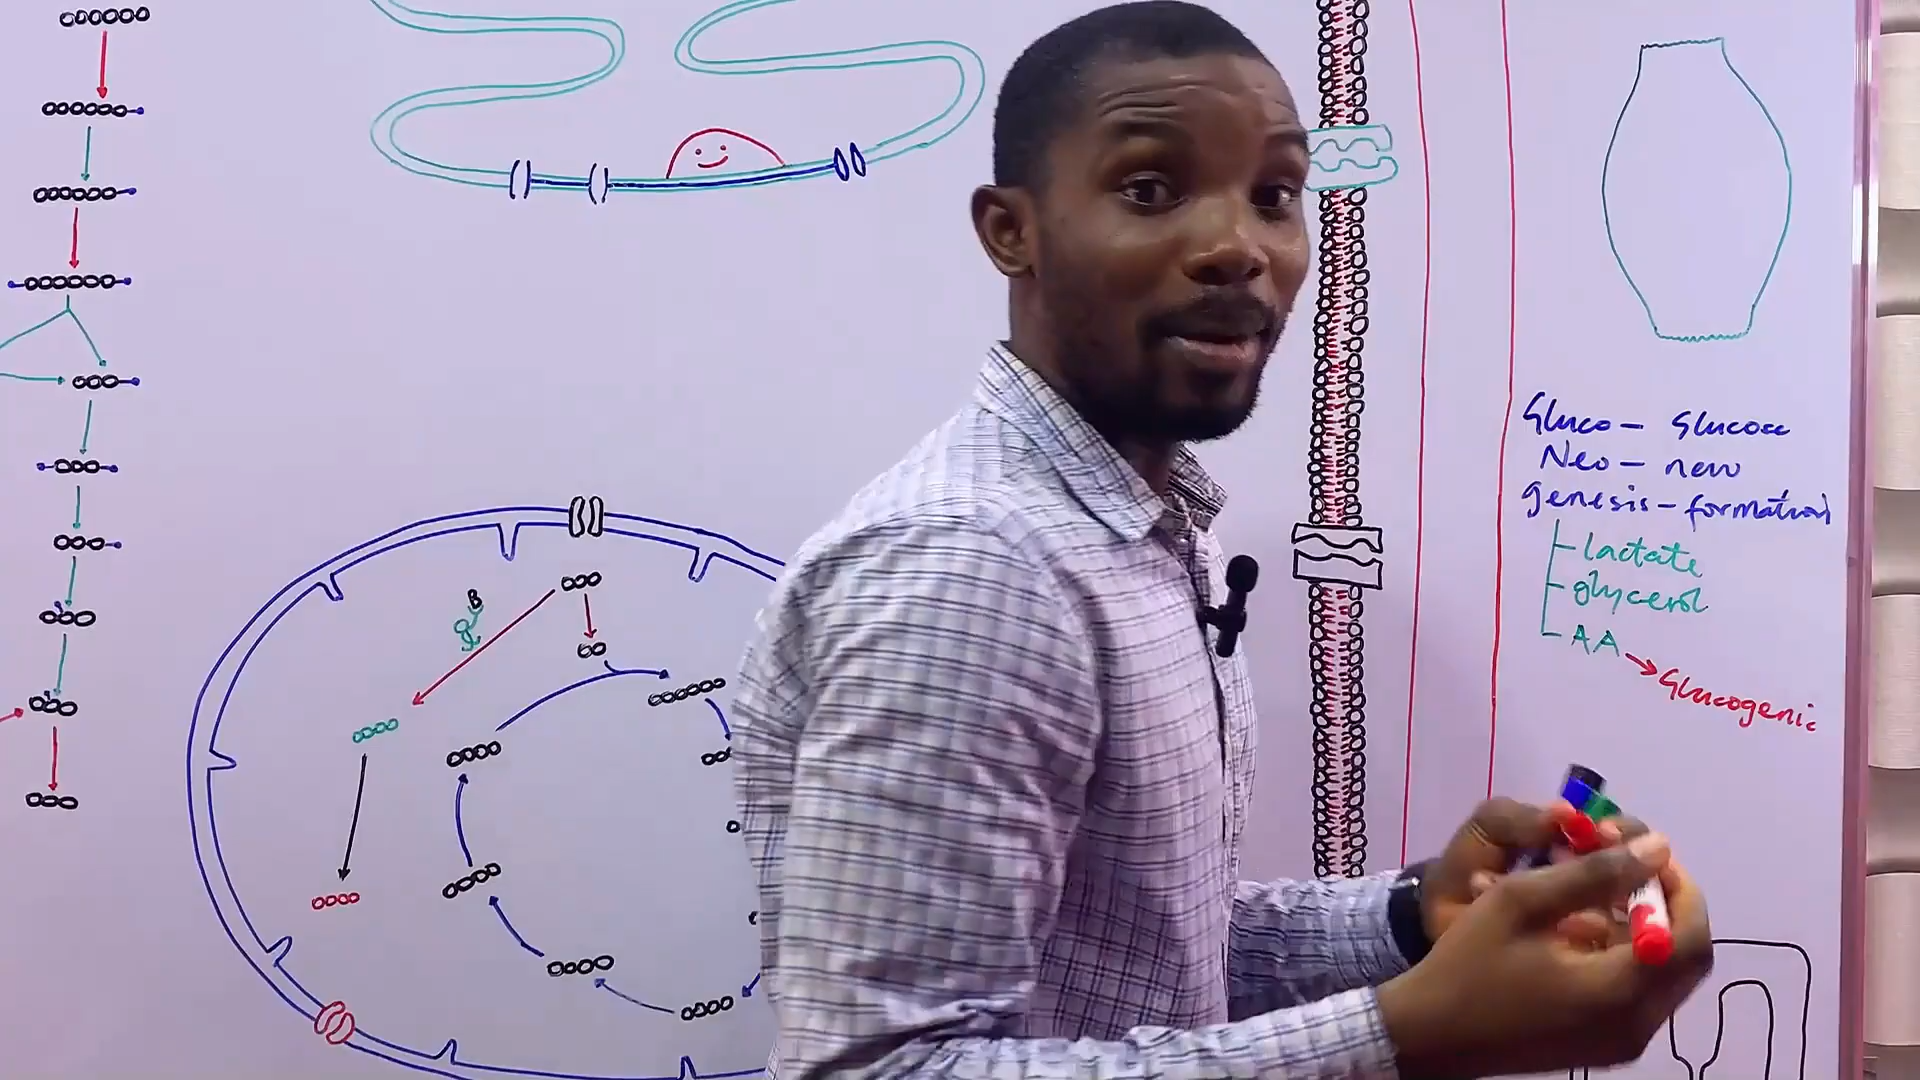 B
Gluco - Glucose
Neo - new
genesis - formation
lactate
glycerol
AA
Glucogenic